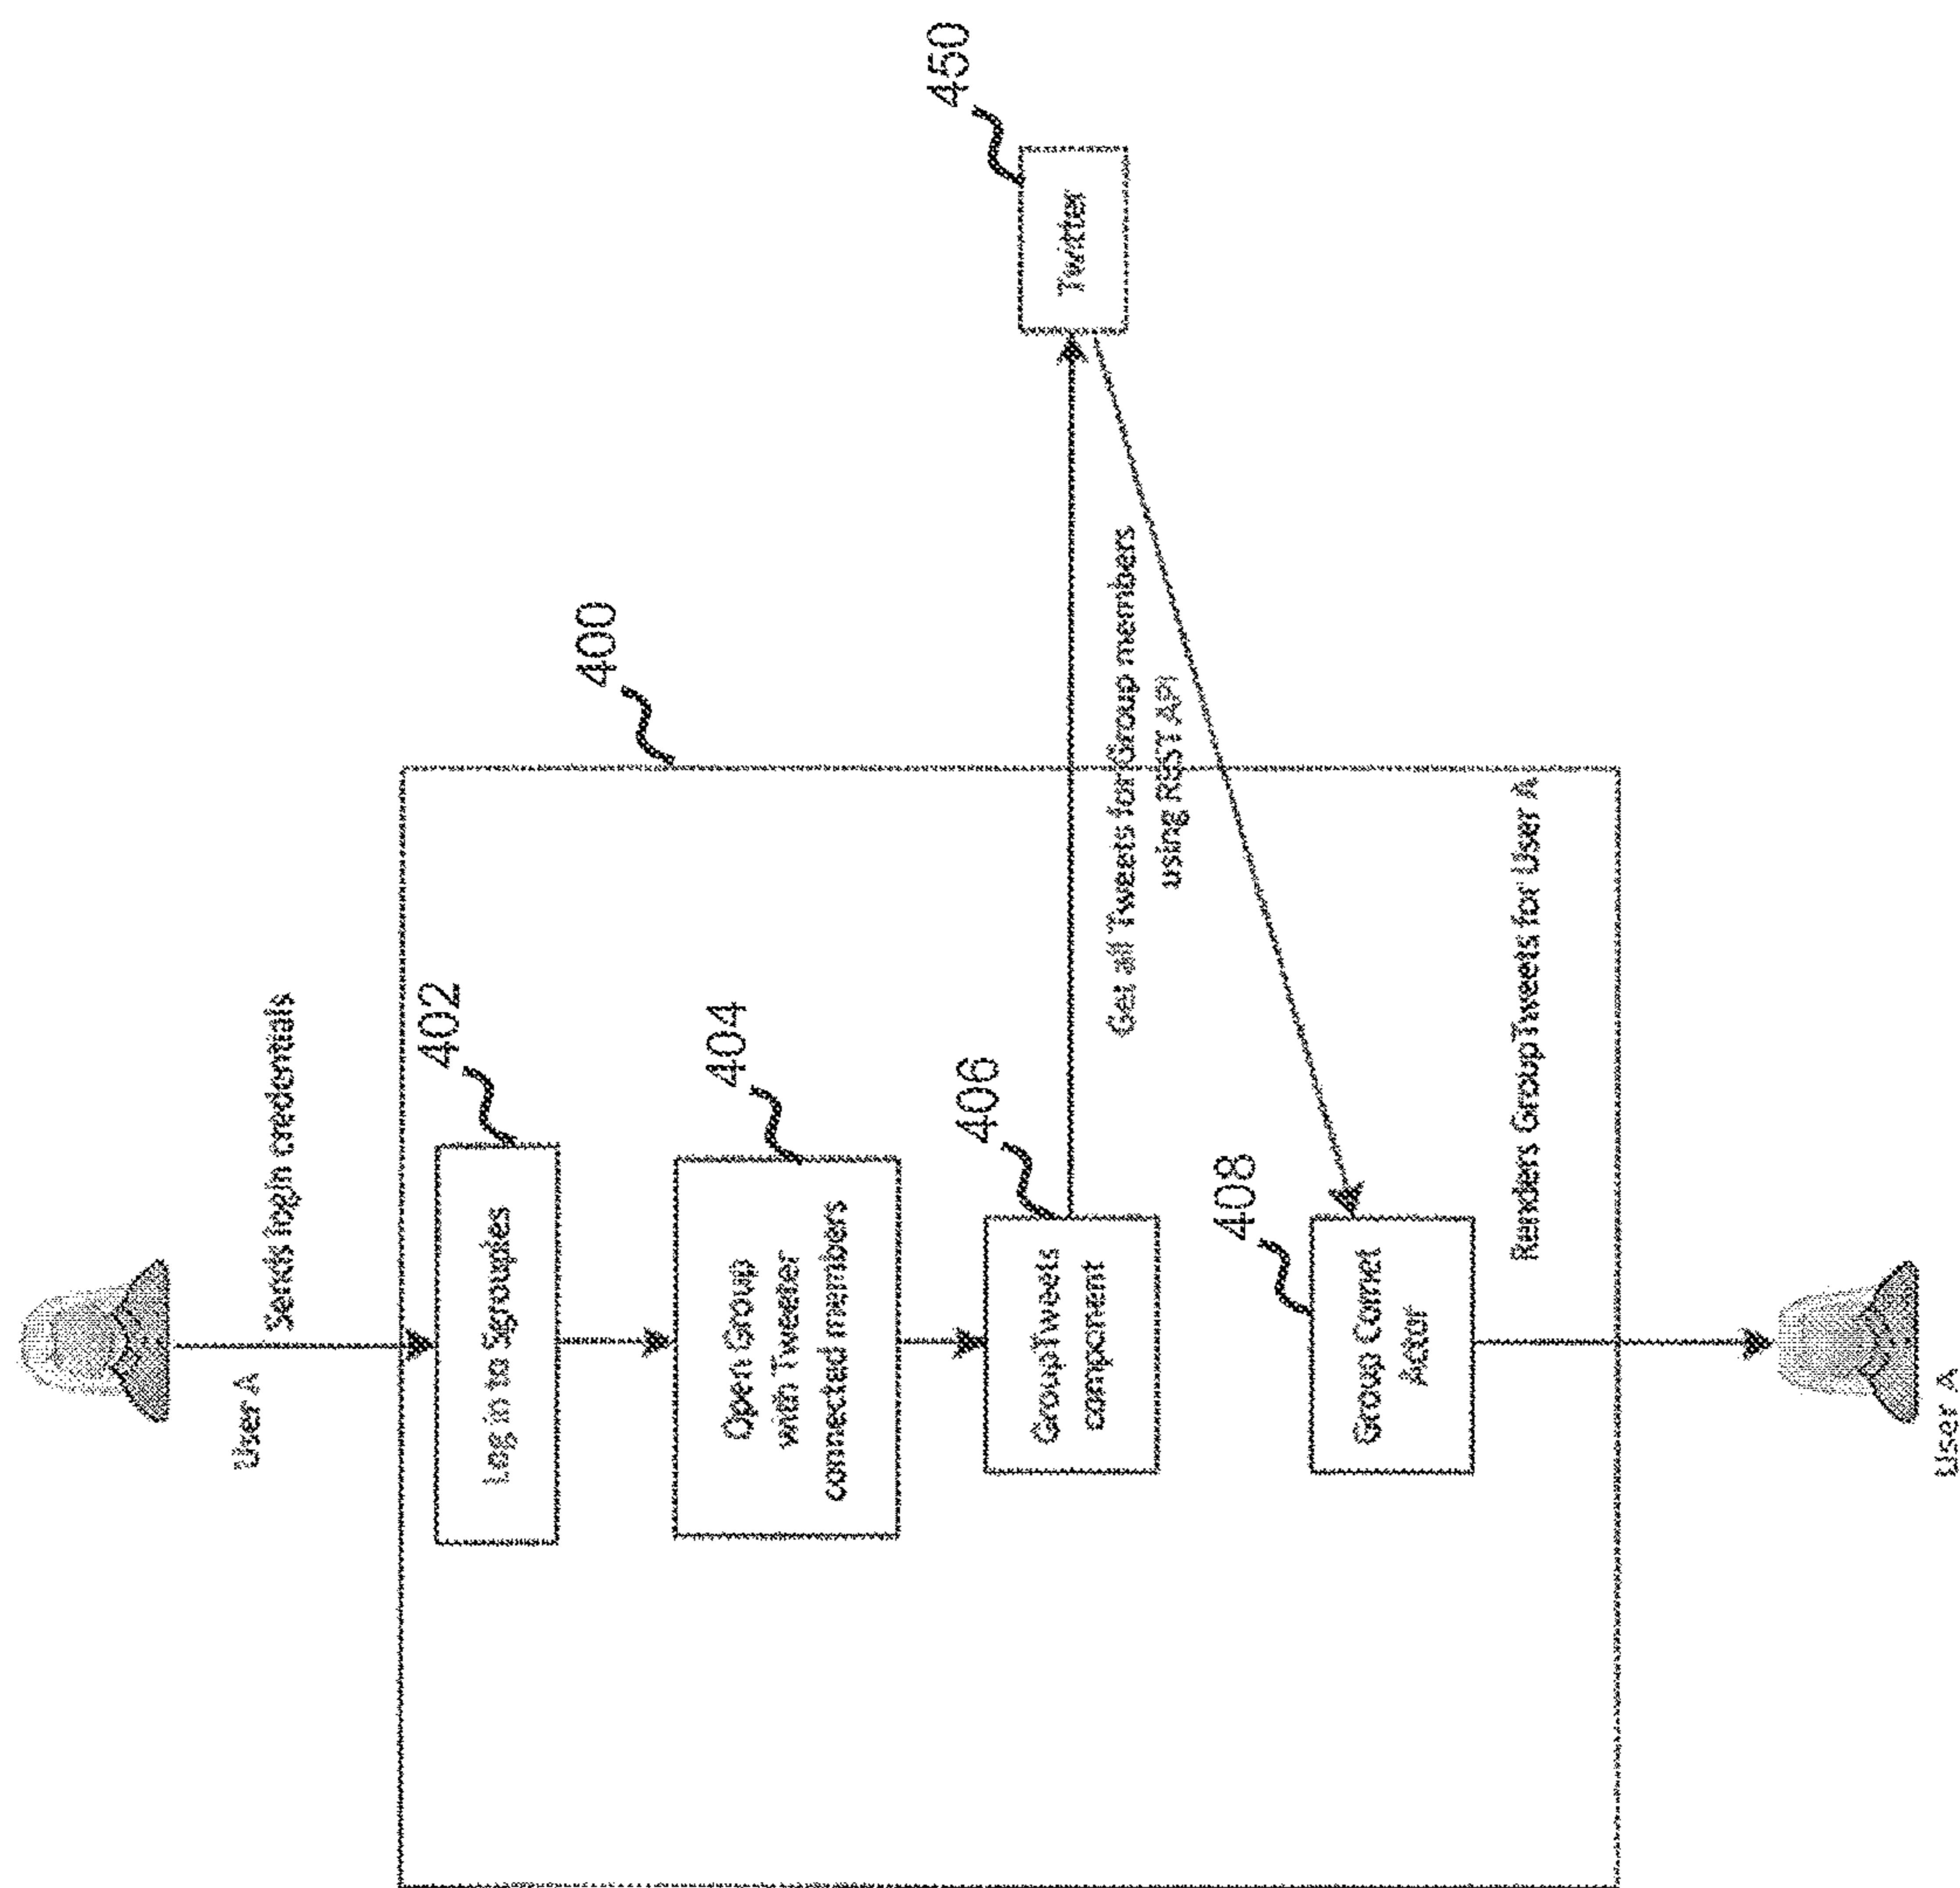 User A
Sends login credentials
400
402
Log in to Sgroupies
404
Open Group
with Tweeter
connected members
406
GroupTweets
component
450
Twitter
Get all Tweets for Group members
using REST API
408
Group Comet
Actor
Renders GroupTweets for User A
User A